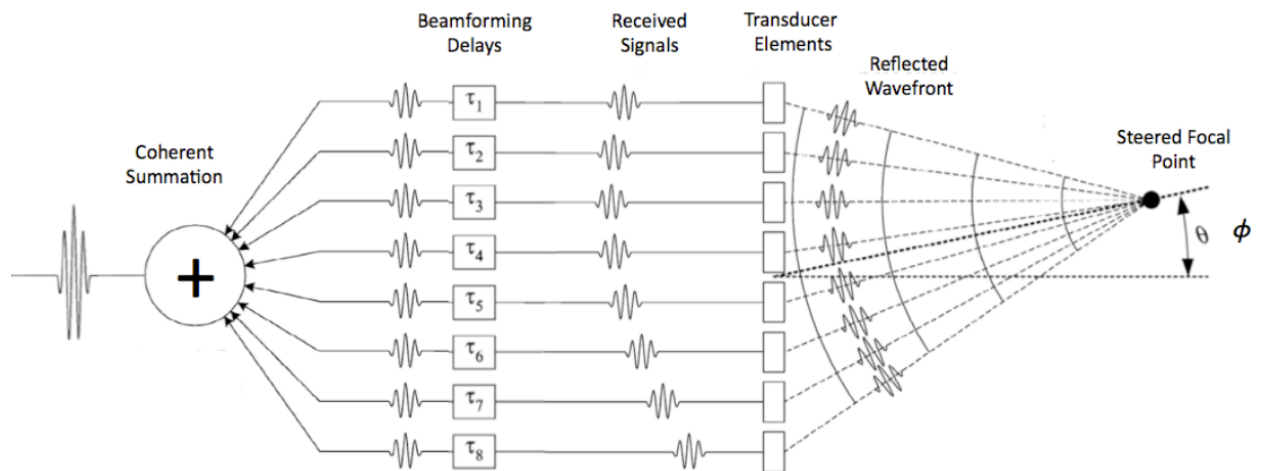 Beamforming
Delays
Received
Signals
Transducer
Elements
Reflected
Wavefront
Steered Focal
Point
Coherent
Summation
τ1
τ2
τ3
τ4
τ5
τ6
τ7
τ8
+
θ
ϕ